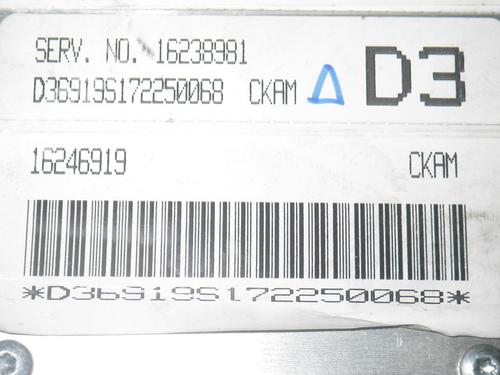 SERV. NO. 16238981
D36919S172250068 CKAM D3
16246919 CKAM
*D36919S172250068*